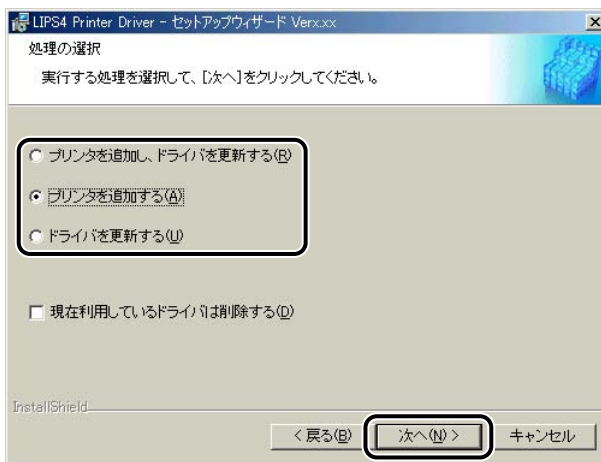 LIPS4 Printer Driver - セットアップウィザード Verx.xx
処理の選択
実行する処理を選択して、[次へ]をクリックしてください。
プリンタを追加し、ドライバを更新する(R)
プリンタを追加する(A)
ドライバを更新する(U)
現在利用しているドライバは削除する(D)
InstallShield
< 戻る(B) 次へ(N) > キャンセル